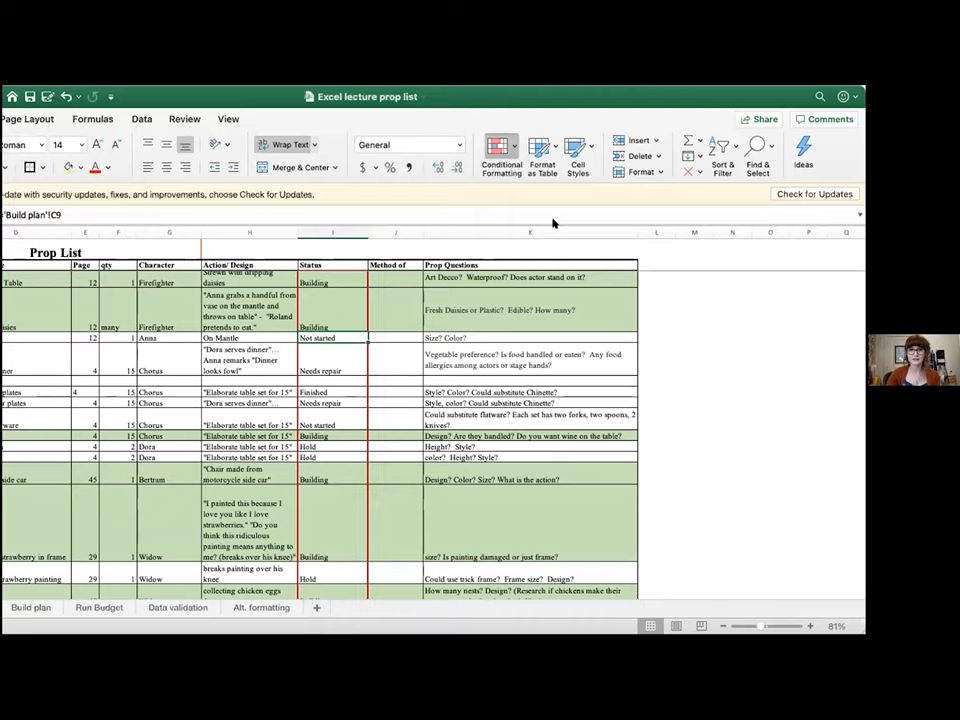 Excel lecture prop list
Page Layout Formulas Data Review View Share Comments
oman 14 Wrap Text General Insert
Merge & Center $ % Conditional Formatting Format as Table Cell Styles Delete Format Sort & Filter Find & Select Ideas
-date with security updates, fixes, and improvements, choose Check for Updates. Check for Updates
='Build plan'!C9
D E F G H I J K L M N O P Q
Prop List
Page qty Character Action/ Design Status Method of Prop Questions
Table 12 1 Firefighter Strewn with dripping daisies Building Art Decco? Waterproof? Does actor stand on it?
isies 12 many Firefighter "Anna grabs a handful from vase on the mantle and throws on table" - "Roland pretends to eat." Building Fresh Daisies or Plastic? Edible? How many?
12 1 Anna On Mantle Not started Size? Color?
ner 4 15 Chorus "Dora serves dinner"... Anna remarks "Dinner looks fowl" Needs repair Vegetable preference? Is food handled or eaten? Any food allergies among actors or stage hands?
plates 4 15 Chorus "Elaborate table set for 15" Finished Style? Color? Could substitute Chinette?
r plates 4 15 Chorus "Dora serves dinner"... Needs repair Style, color? Could substitute Chinette?
ware 4 15 Chorus "Elaborate table set for 15" Not started Could substitute flatware? Each set has two forks, two spoons, 2 knives?
4 15 Chorus "Elaborate table set for 15" Building Design? Are they handled? Do you want wine on the table?
4 2 Dora "Elaborate table set for 15" Hold Height? Style?
4 2 Dora "Elaborate table set for 15" Hold color? Height? Style?
side car 45 1 Bertram "Chair made from motorcycle side car" Building Design? Color? Size? What is the action?
strawberry in frame 29 1 Widow "I painted this because I love you like I love strawberries." "Do you think this ridiculous painting means anything to me? (breaks over his knee)" Building size? Is painting damaged or just frame?
rawberry painting 29 1 Widow breaks painting over his knee Hold Could use trick frame? Frame size? Design?
collecting chicken eggs How many nests? Design? (Research if chickens make their
Build plan Run Budget Data validation Alt. formatting +
81%